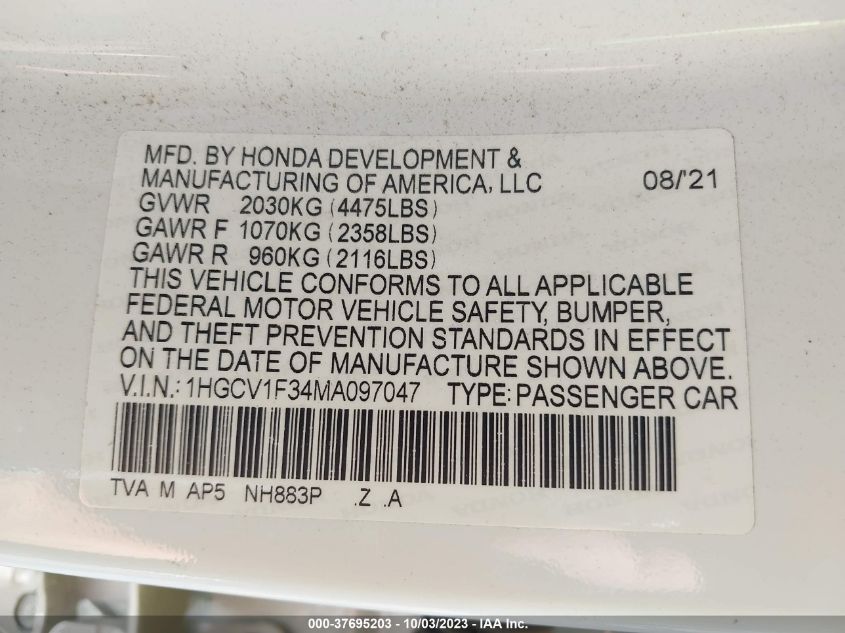 MFD. BY HONDA DEVELOPMENT &
MANUFACTURING OF AMERICA, LLC 08/'21
GVWR 2030KG (4475LBS)
GAWR F 1070KG (2358LBS)
GAWR R 960KG (2116LBS)
THIS VEHICLE CONFORMS TO ALL APPLICABLE
FEDERAL MOTOR VEHICLE SAFETY, BUMPER,
AND THEFT PREVENTION STANDARDS IN EFFECT
ON THE DATE OF MANUFACTURE SHOWN ABOVE.
V.I.N.: 1HGCV1F34MA097047 TYPE: PASSENGER CAR
TVA M AP5 NH883P .Z .A
000-37695203 - 10/03/2023 - IAA Inc.